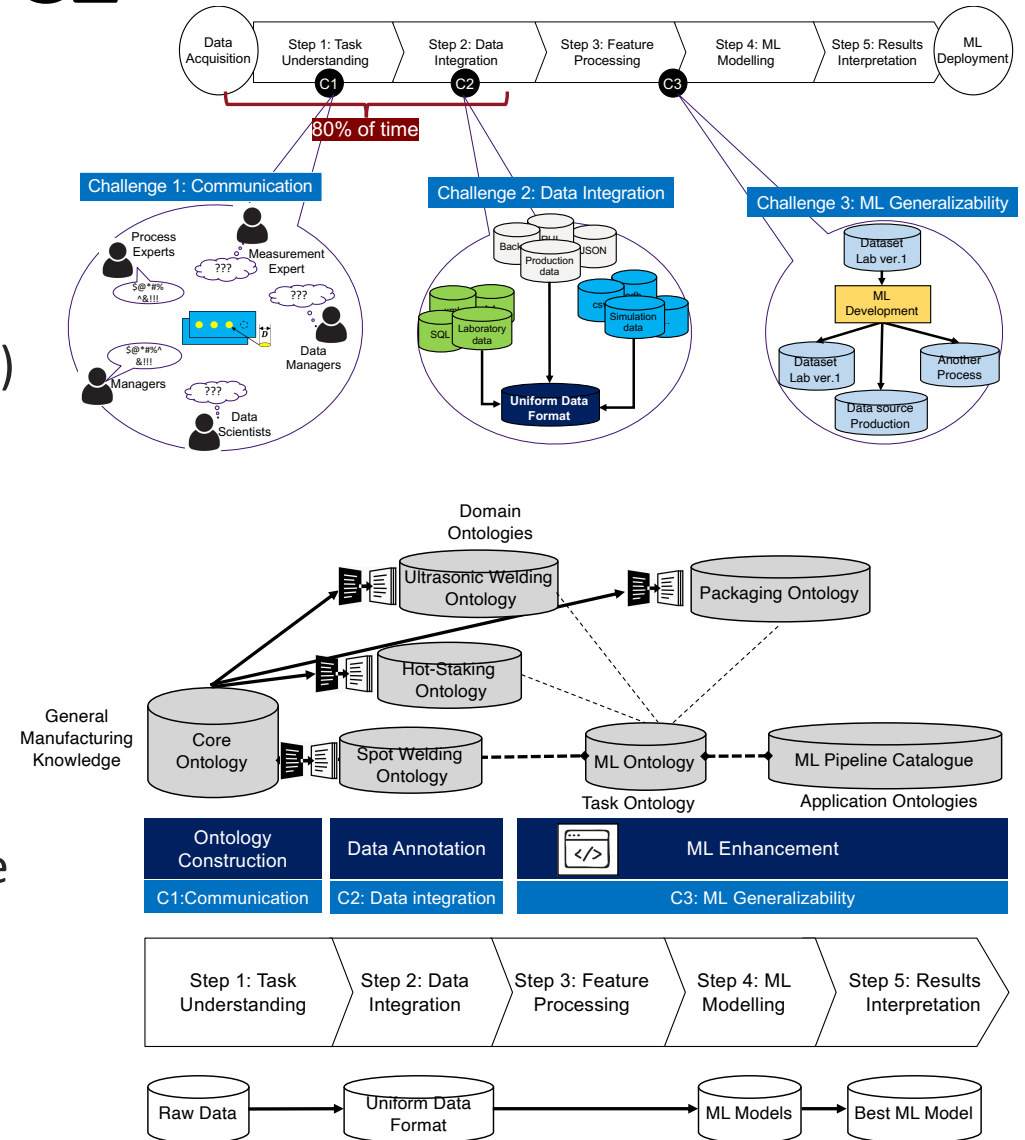 Data
Acquisition
Step 1: Task
Understanding
Step 2: Data
Integration
Step 3: Feature
Processing
Step 4: ML
Modelling
Step 5: Results
Interpretation
ML
Deployment
C1
C2
C3
80% of time
Challenge 1: Communication
Challenge 2: Data Integration
Challenge 3: ML Generalizability
Process
Experts
Measurement
Expert
???
$@*#%
^&!!!
???
D
Data
Managers
$@*#%^
&!!!
Managers
???
Data
Scientists
JSON
Production
data
SQL
Laboratory
data
Simulation
data
Uniform Data
Format
Dataset
Lab ver.1
ML
Development
Dataset
Lab ver.1
Another
Process
Data source
Production
)
Domain
Ontologies
Ultrasonic Welding
Ontology
Packaging Ontology
Hot-Staking
Ontology
General
Manufacturing
Knowledge
Core
Ontology
Spot Welding
Ontology
ML Ontology
ML Pipeline Catalogue
Task Ontology
Application Ontologies
Ontology
Construction
Data Annotation
</>
ML Enhancement
e
C1:Communication
C2: Data integration
C3: ML Generalizability
Step 1: Task
Understanding
Step 2: Data
Integration
Step 3: Feature
Processing
Step 4: ML
Modelling
Step 5: Results
Interpretation
Raw Data
Uniform Data
Format
ML Models
Best ML Model